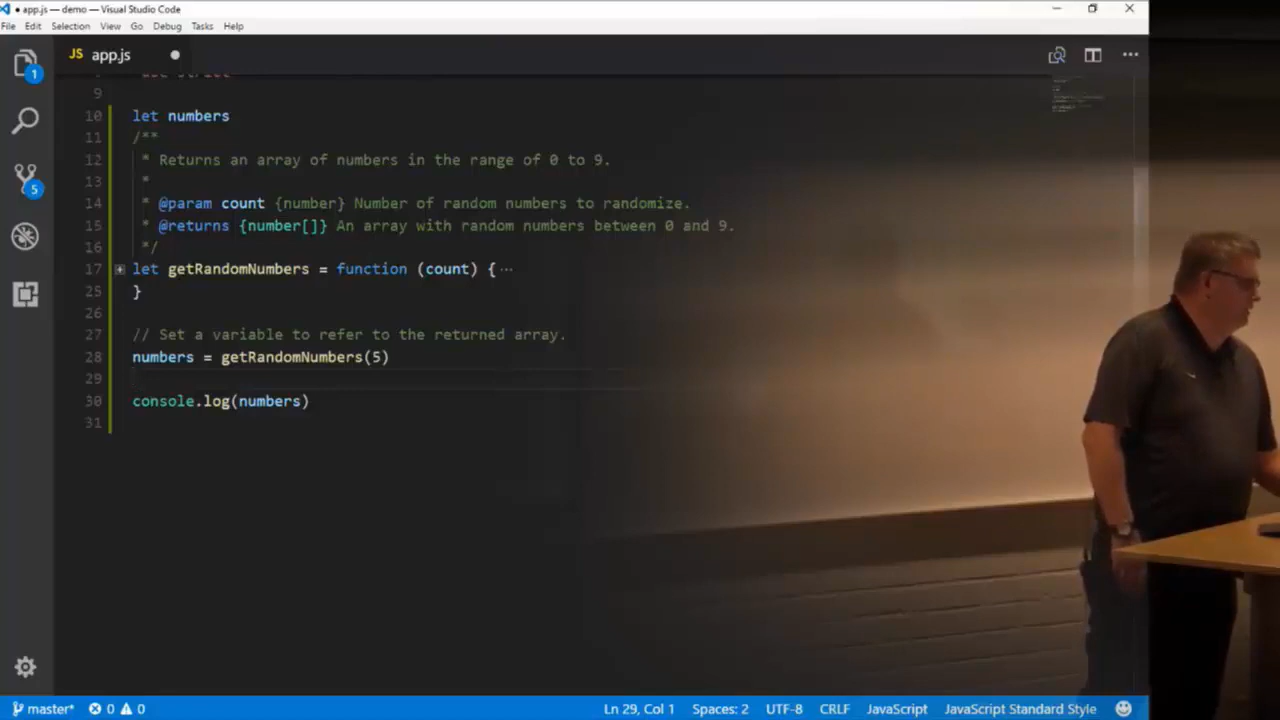 app.js — demo — Visual Studio Code
File Edit Selection View Go Debug Tasks Help
JS app.js
1
9
10 let numbers
11 /**
12 * Returns an array of numbers in the range of 0 to 9.
13 *
14 * @param count {number} Number of random numbers to randomize.
5
15 * @returns {number[]} An array with random numbers between 0 and 9.
16 */
17 let getRandomNumbers = function (count) {...
25 }
26
27 // Set a variable to refer to the returned array.
28 numbers = getRandomNumbers(5)
29
30 console.log(numbers)
31
master* 0 0 Ln 29, Col 1 Spaces: 2 UTF-8 CRLF JavaScript JavaScript Standard Style